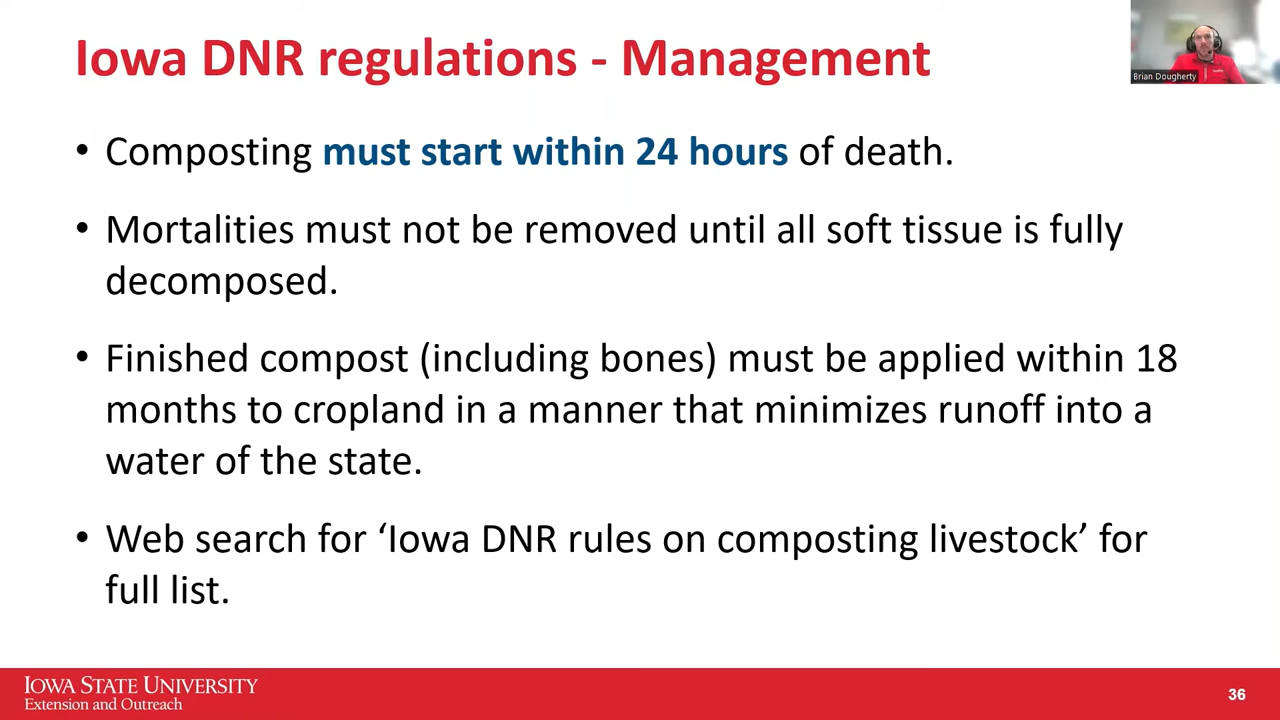 Iowa DNR regulations - Management
Brian Dougherty
• Composting must start within 24 hours of death.
• Mortalities must not be removed until all soft tissue is fully
decomposed.
• Finished compost (including bones) must be applied within 18
months to cropland in a manner that minimizes runoff into a
water of the state.
• Web search for ‘Iowa DNR rules on composting livestock’ for
full list.
IOWA STATE UNIVERSITY
Extension and Outreach
36